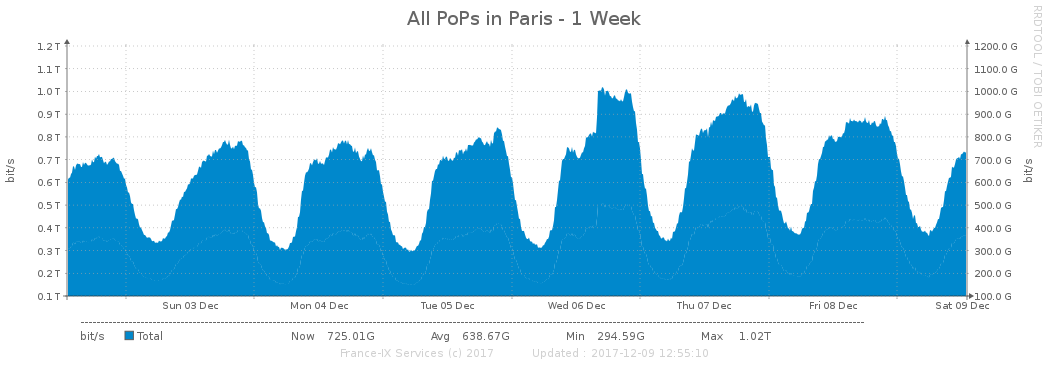 All PoPs in Paris - 1 Week
RRDTOOL / TOBI OETIKER
bit/s
1.2 T 1200.0 G
1.1 T 1100.0 G
1.0 T 1000.0 G
0.9 T 900.0 G
0.8 T 800.0 G
0.7 T 700.0 G
0.6 T 600.0 G
0.5 T 500.0 G
0.4 T 400.0 G
0.3 T 300.0 G
0.2 T 200.0 G
0.1 T 100.0 G
bit/s
Sun 03 Dec Mon 04 Dec Tue 05 Dec Wed 06 Dec Thu 07 Dec Fri 08 Dec Sat 09 Dec
bit/s Total Now 725.01G Avg 638.67G Min 294.59G Max 1.02T
France-IX Services (c) 2017 Updated : 2017-12-09 12:55:10